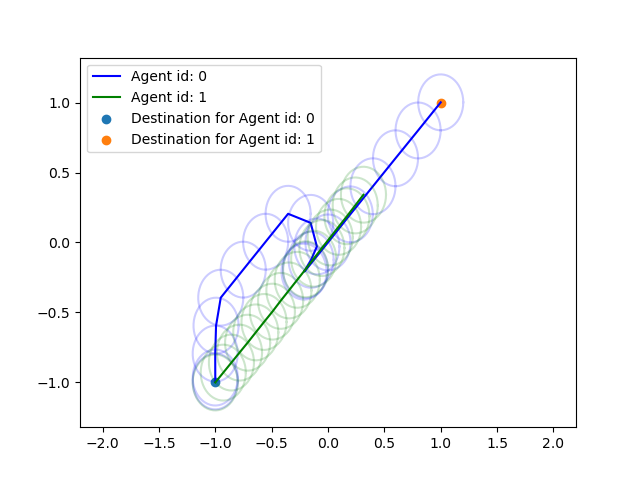 Agent id: 0
Agent id: 1
Destination for Agent id: 0
Destination for Agent id: 1
1.0
0.5
0.0
−0.5
−1.0
−2.0 −1.5 −1.0 −0.5 0.0 0.5 1.0 1.5 2.0